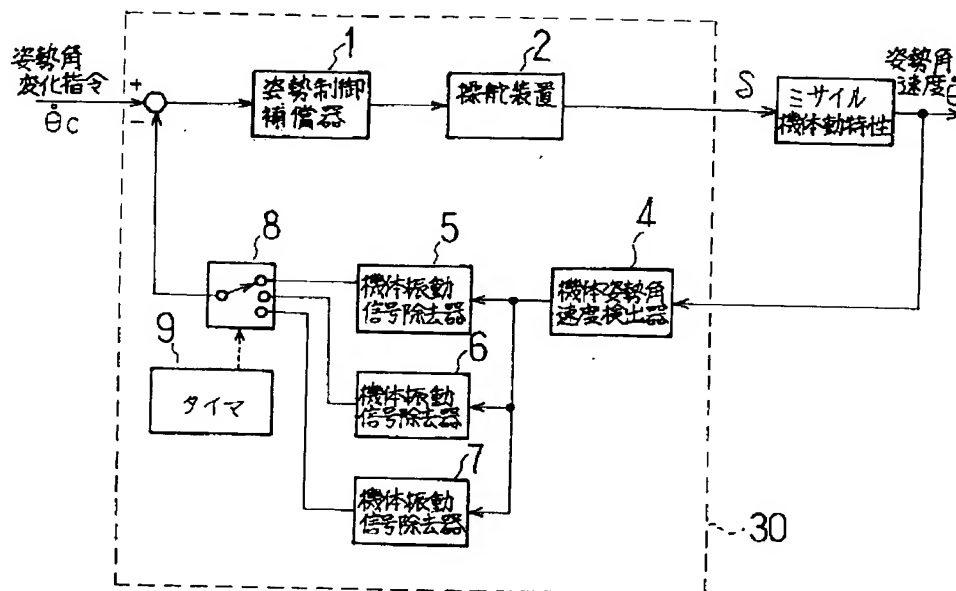 姿勢角
変化指令
θ̇c
+
−
1
姿勢制御
補償器
2
操舵装置
δ
ミサイル
機体動特性
姿勢角
速度θ̇
8
5
機体振動
信号除去器
4
機体姿勢角
速度検出器
9
タイマ
6
機体振動
信号除去器
7
機体振動
信号除去器
30